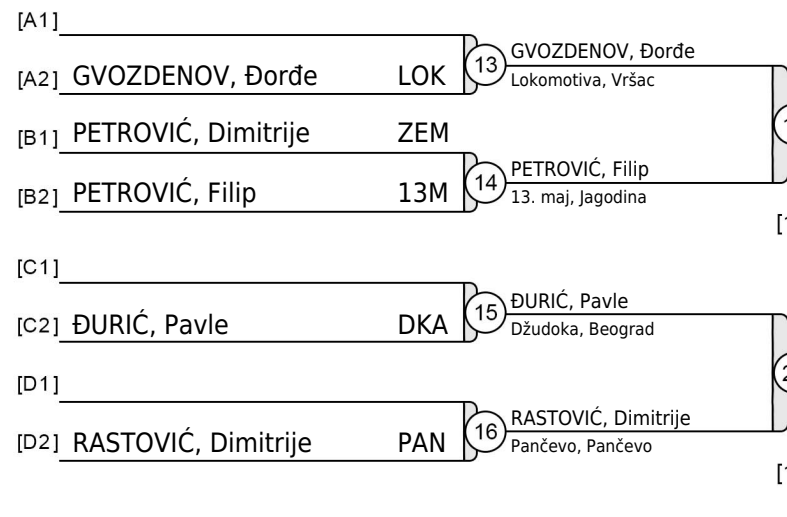 [A1]
[A2] GVOZDENOV, Đorđe LOK
13
GVOZDENOV, Đorđe
Lokomotiva, Vršac
[B1] PETROVIĆ, Dimitrije ZEM
[B2] PETROVIĆ, Filip 13M
14
PETROVIĆ, Filip
13. maj, Jagodina
[C1]
[C2] ĐURIĆ, Pavle DKA
15
ĐURIĆ, Pavle
Džudoka, Beograd
[D1]
[D2] RASTOVIĆ, Dimitrije PAN
16
RASTOVIĆ, Dimitrije
Pančevo, Pančevo